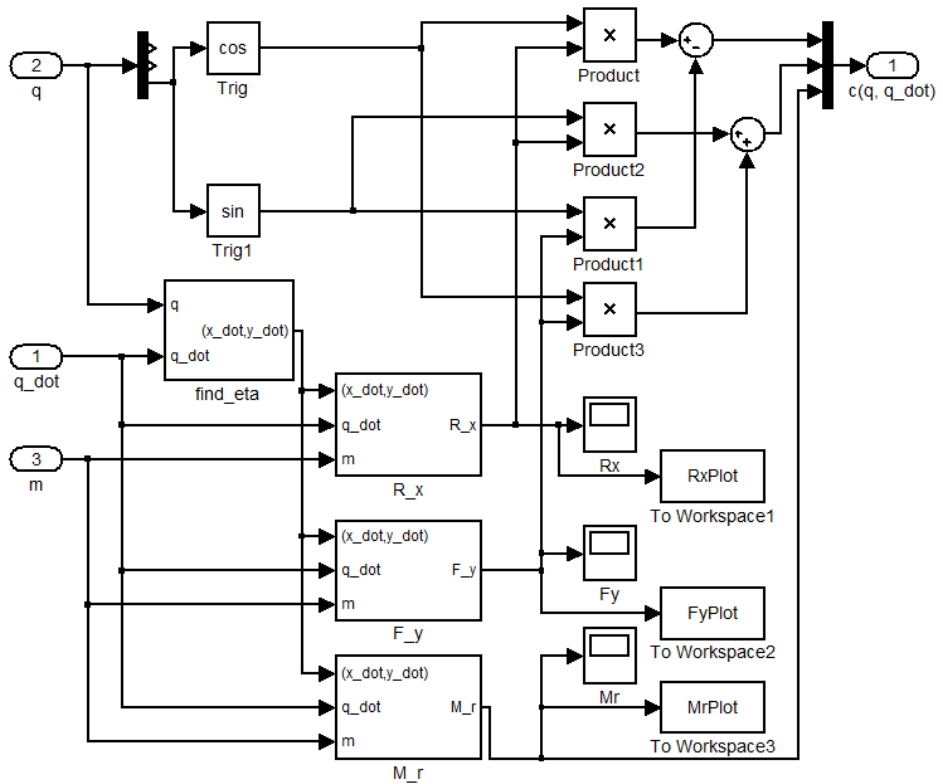 2
q
cos
Trig
×
Product
1
c(q, q_dot)
×
Product2
sin
Trig1
×
Product1
×
Product3
q
(x_dot,y_dot)
q_dot
find_eta
1
q_dot
3
m
(x_dot,y_dot)
q_dot
R_x
m
R_x
Rx
RxPlot
To Workspace1
(x_dot,y_dot)
q_dot
F_y
m
F_y
Fy
FyPlot
To Workspace2
(x_dot,y_dot)
q_dot
M_r
m
M_r
Mr
MrPlot
To Workspace3